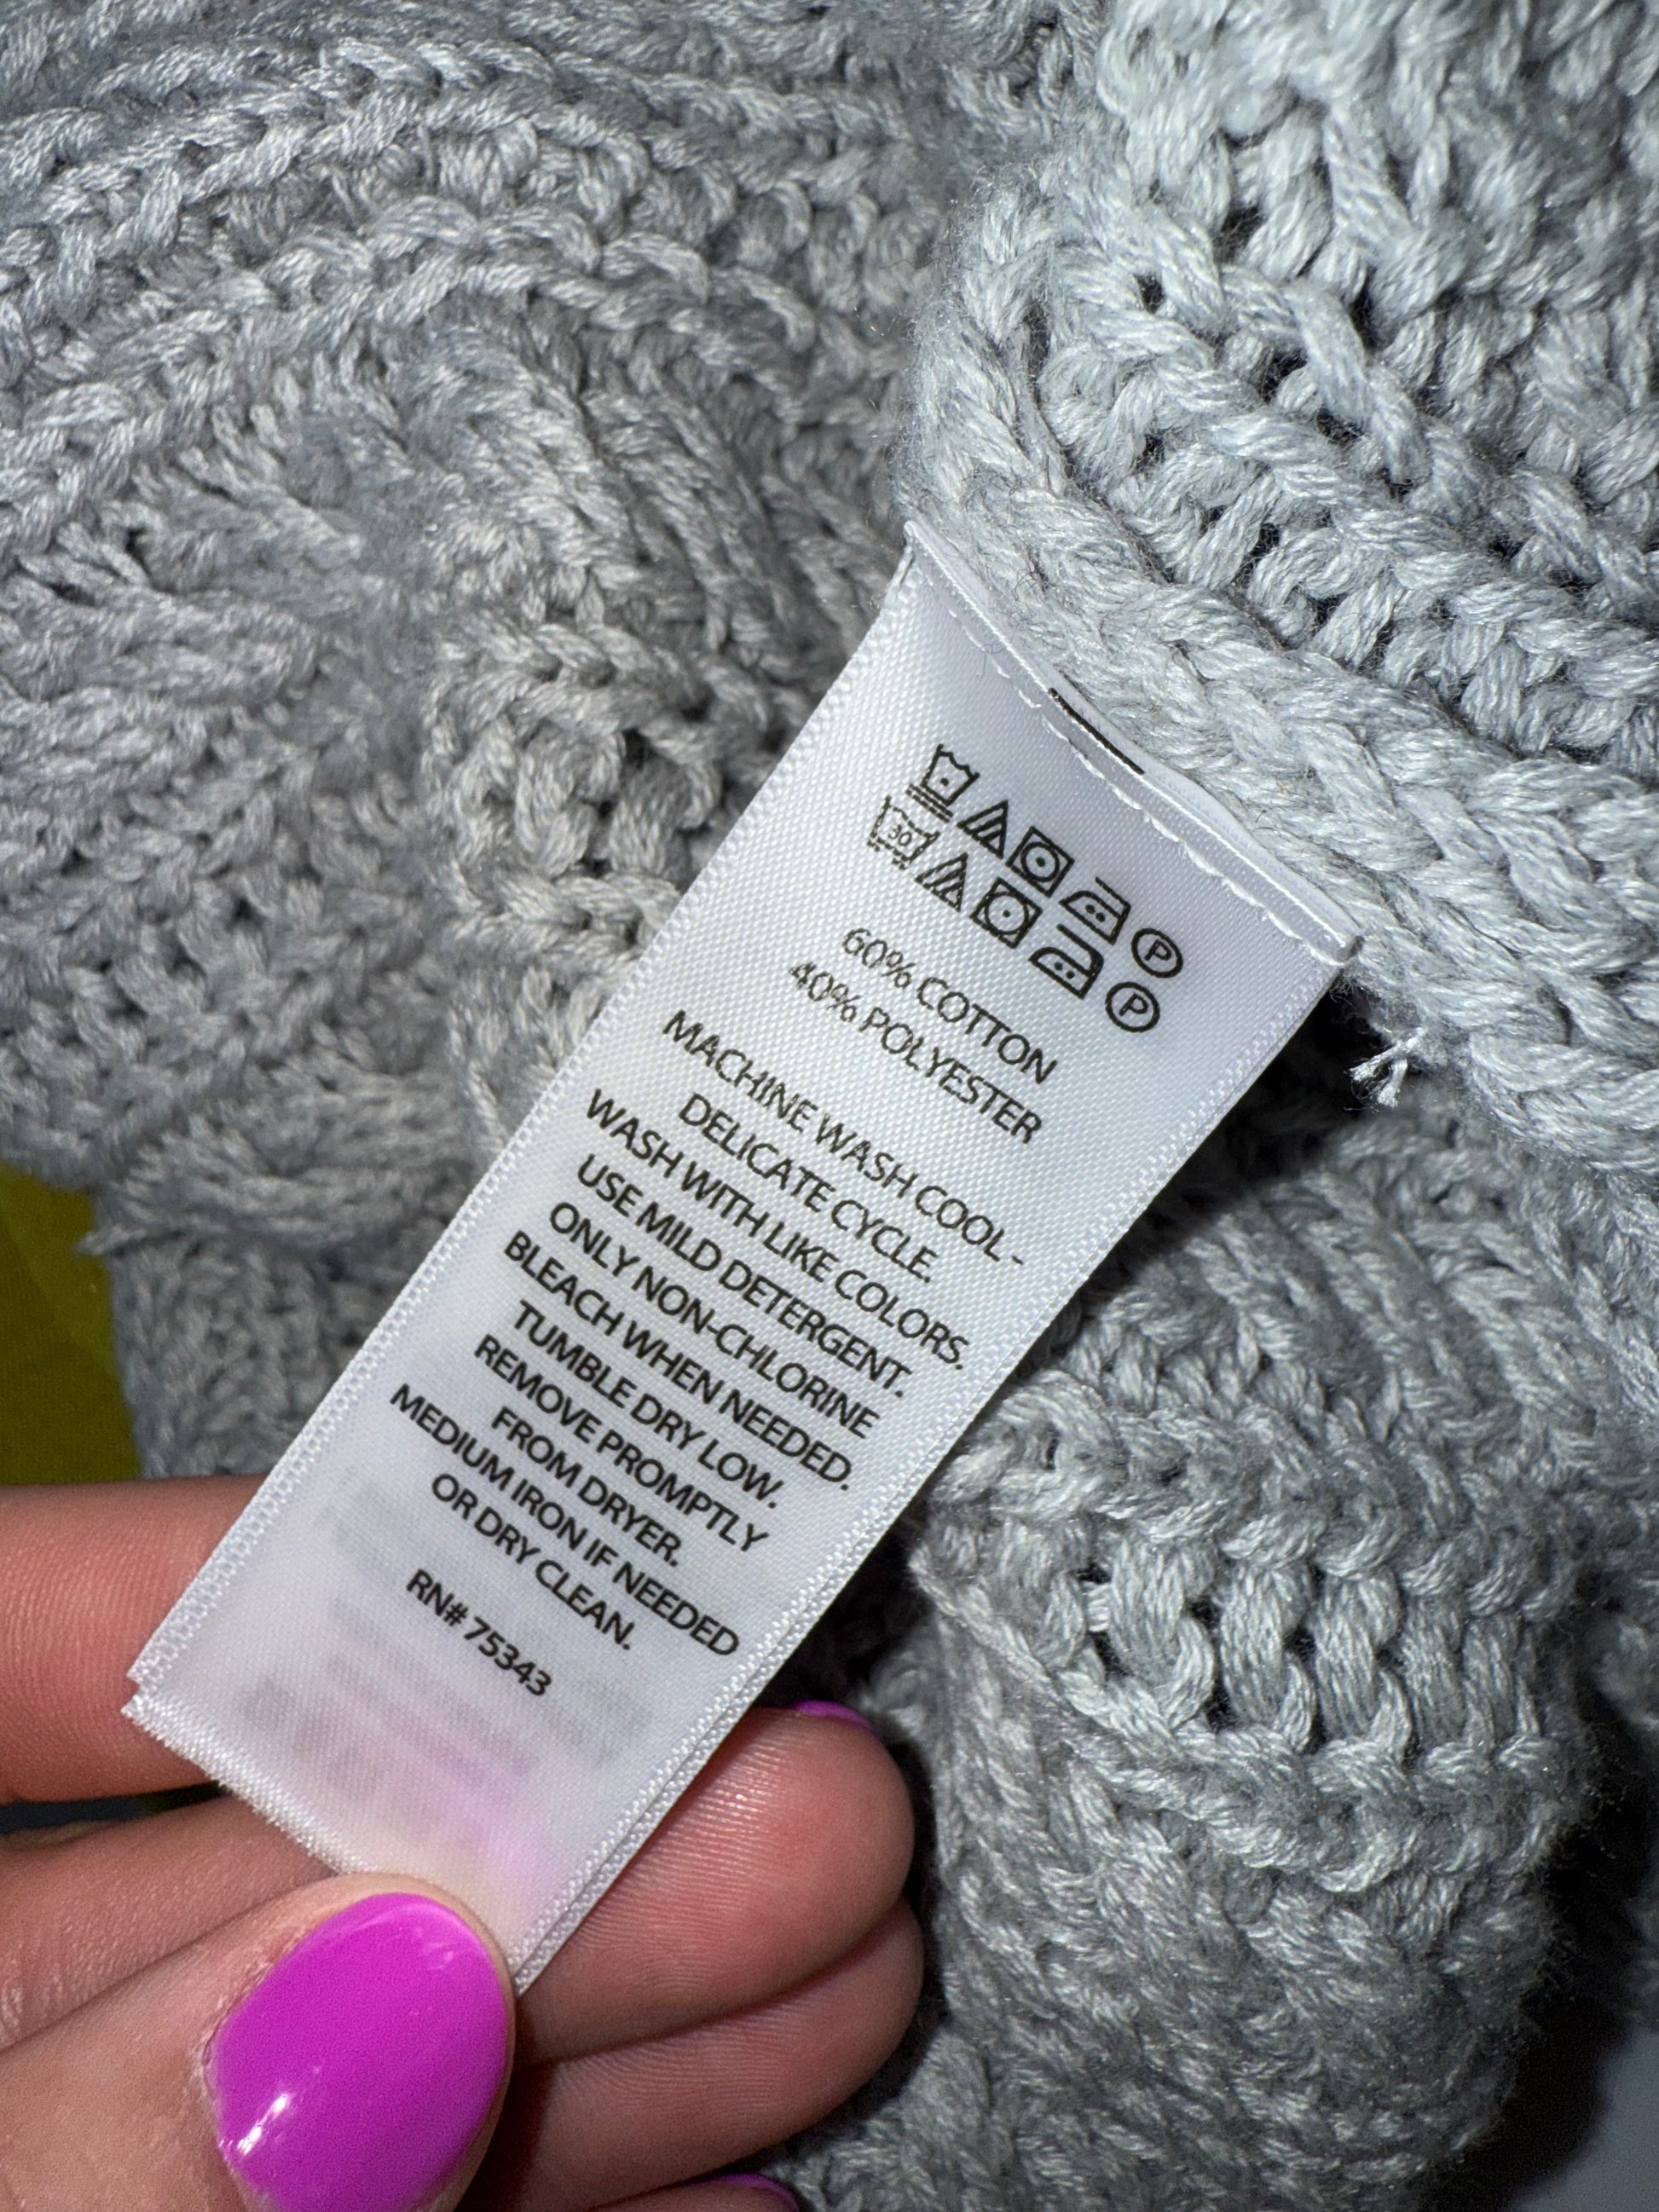 30
P
P
60% COTTON
40% POLYESTER
MACHINE WASH COOL -
DELICATE CYCLE.
WASH WITH LIKE COLORS.
USE MILD DETERGENT.
ONLY NON-CHLORINE
BLEACH WHEN NEEDED.
TUMBLE DRY LOW.
REMOVE PROMPTLY
FROM DRYER.
MEDIUM IRON IF NEEDED
OR DRY CLEAN.
RN# 75343